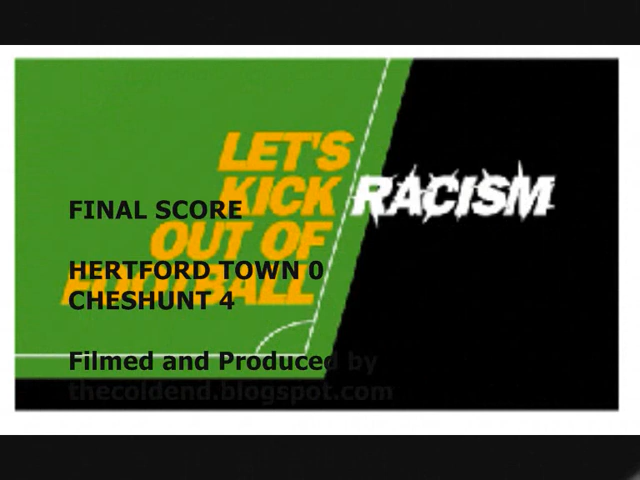 LET'S
KICK RACISM
OUT OF
FOOTBALL
FINAL SCORE
HERTFORD TOWN 0
CHESHUNT 4
Filmed and Produced by
thecoldend.blogspot.com